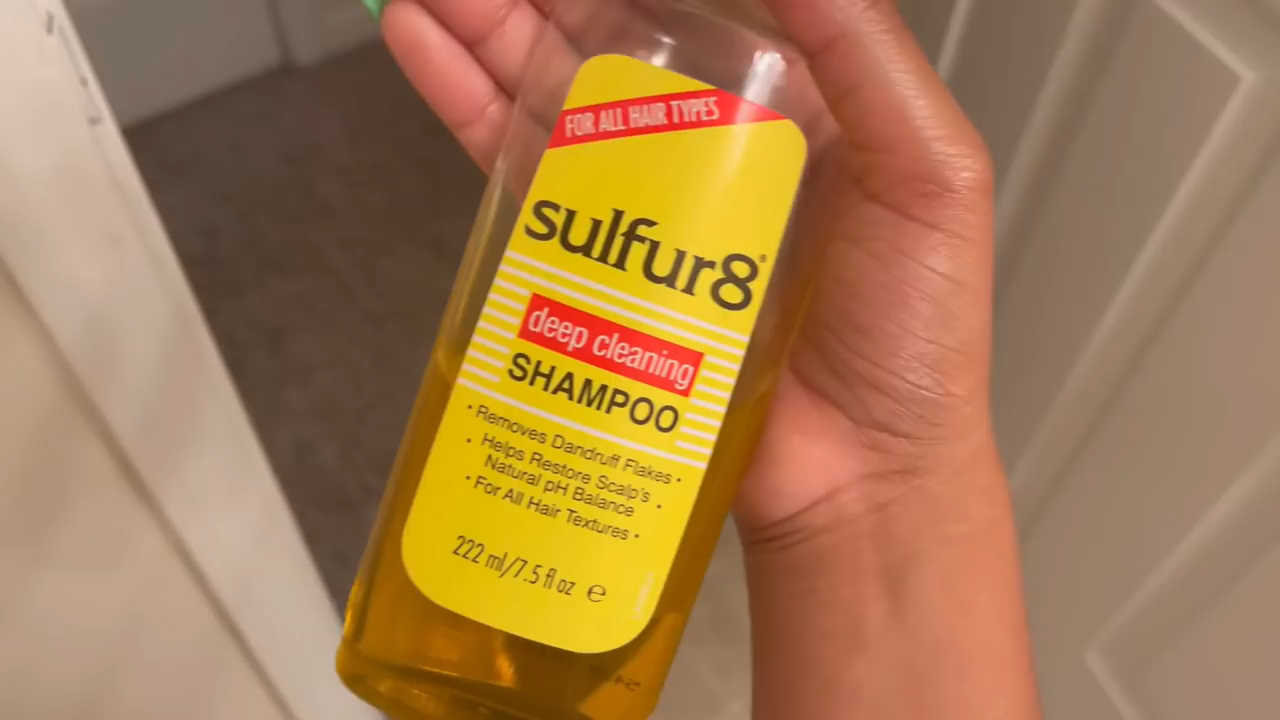 FOR ALL HAIR TYPES
sulfur8®
deep cleaning
SHAMPOO
• Removes Dandruff Flakes •
• Helps Restore Scalp's
Natural pH Balance •
• For All Hair Textures •
222 ml/7.5 fl oz ℮